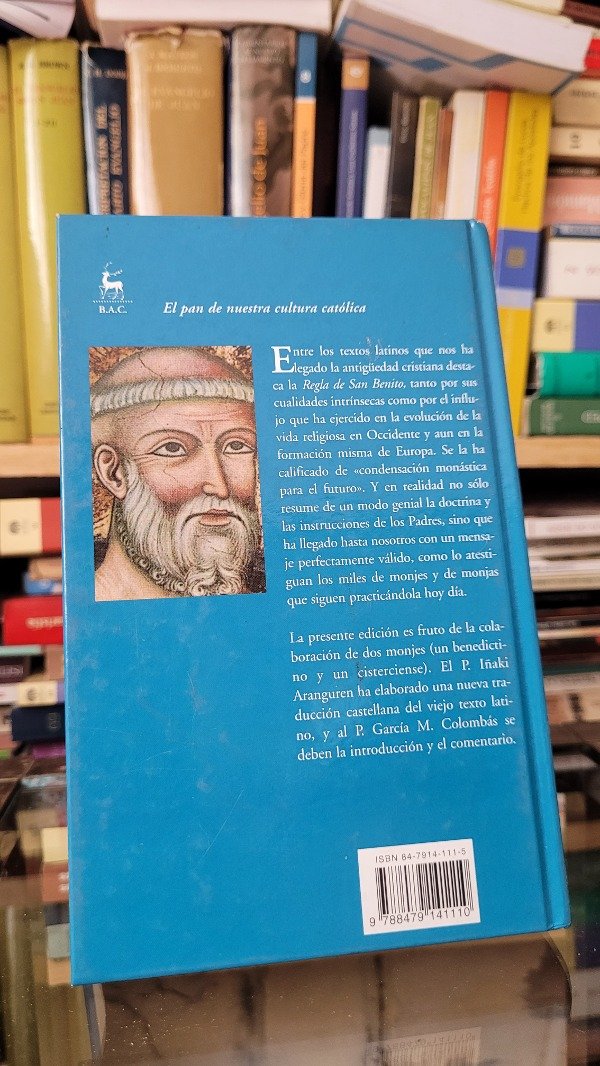 B.A.C.
El pan de nuestra cultura católica
Entre los textos latinos que nos ha
legado la antigüedad cristiana desta-
ca la Regla de San Benito, tanto por sus
cualidades intrínsecas como por el influ-
jo que ha ejercido en la evolución de la
vida religiosa en Occidente y aun en la
formación misma de Europa. Se la ha
calificado de «condensación monástica
para el futuro». Y en realidad no sólo
resume de un modo genial la doctrina y
las instrucciones de los Padres, sino que
ha llegado hasta nosotros con un mensa-
je perfectamente válido, como lo atesti-
guan los miles de monjes y de monjas
que siguen practicándola hoy día.
La presente edición es fruto de la cola-
boración de dos monjes (un benedicti-
no y un cisterciense). El P. Iñaki
Aranguren ha elaborado una nueva tra-
ducción castellana del viejo texto lati-
no, y al P. García M. Colombás se
deben la introducción y el comentario.
ISBN 84-7914-111-5
9 788479 141110